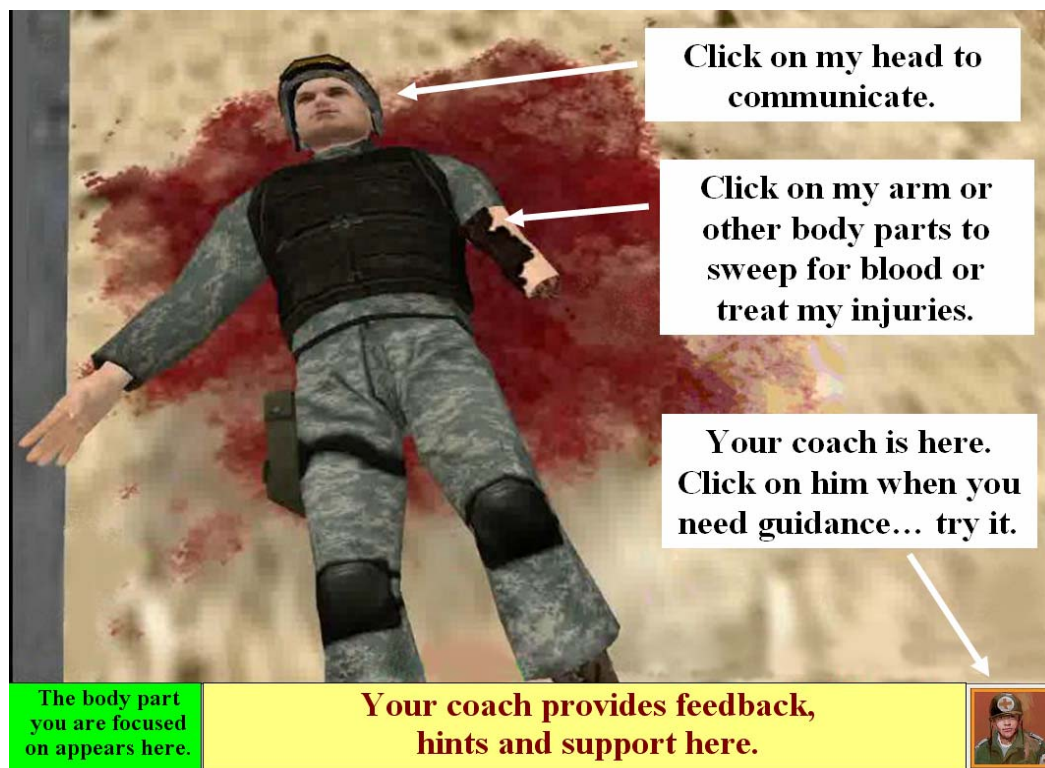 Click on my head to
communicate.
Click on my arm or
other body parts to
sweep for blood or
treat my injuries.
Your coach is here.
Click on him when you
need guidance… try it.
The body part
you are focused
on appears here.
Your coach provides feedback,
hints and support here.